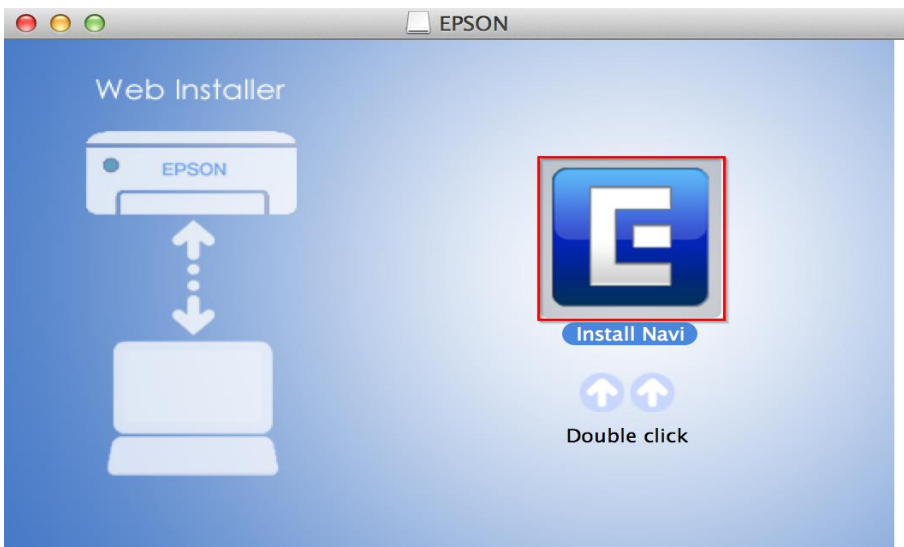 EPSON
Web Installer
EPSON
E
Install Navi
Double click